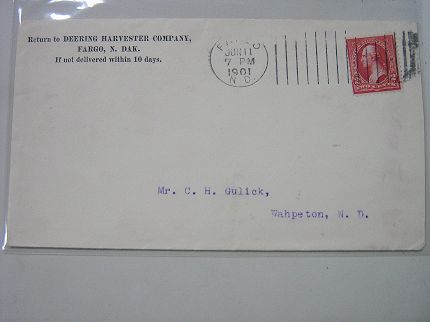 Return to DEERING HARVESTER COMPANY,
FARGO, N. DAK.
If not delivered within 10 days.
FARGO
JUN 11
7 PM
1901
N. D.
Mr. C. H. Gulick,
Wahpeton, N. D.